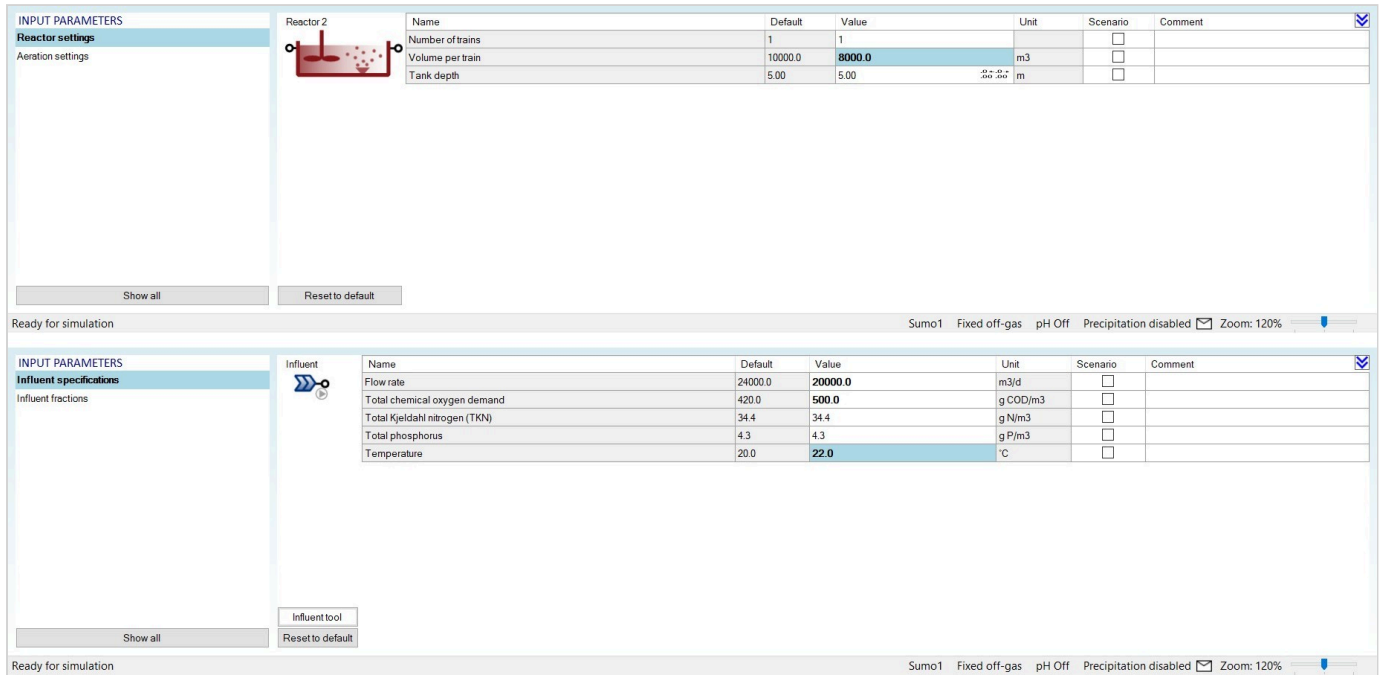 INPUT PARAMETERS
Reactor settings
Aeration settings
Show all
Reactor 2
Name Default Value Unit Scenario Comment
Number of trains 1 1
Volume per train 10000.0 8000.0 m3
Tank depth 5.00 5.00 m
Reset to default
Ready for simulation Sumo1 Fixed off-gas pH Off Precipitation disabled Zoom: 120%
INPUT PARAMETERS
Influent specifications
Influent fractions
Show all
Influent
Name Default Value Unit Scenario Comment
Flow rate 24000.0 20000.0 m3/d
Total chemical oxygen demand 420.0 500.0 g COD/m3
Total Kjeldahl nitrogen (TKN) 34.4 34.4 g N/m3
Total phosphorus 4.3 4.3 g P/m3
Temperature 20.0 22.0 °C
Influent tool
Reset to default
Ready for simulation Sumo1 Fixed off-gas pH Off Precipitation disabled Zoom: 120%